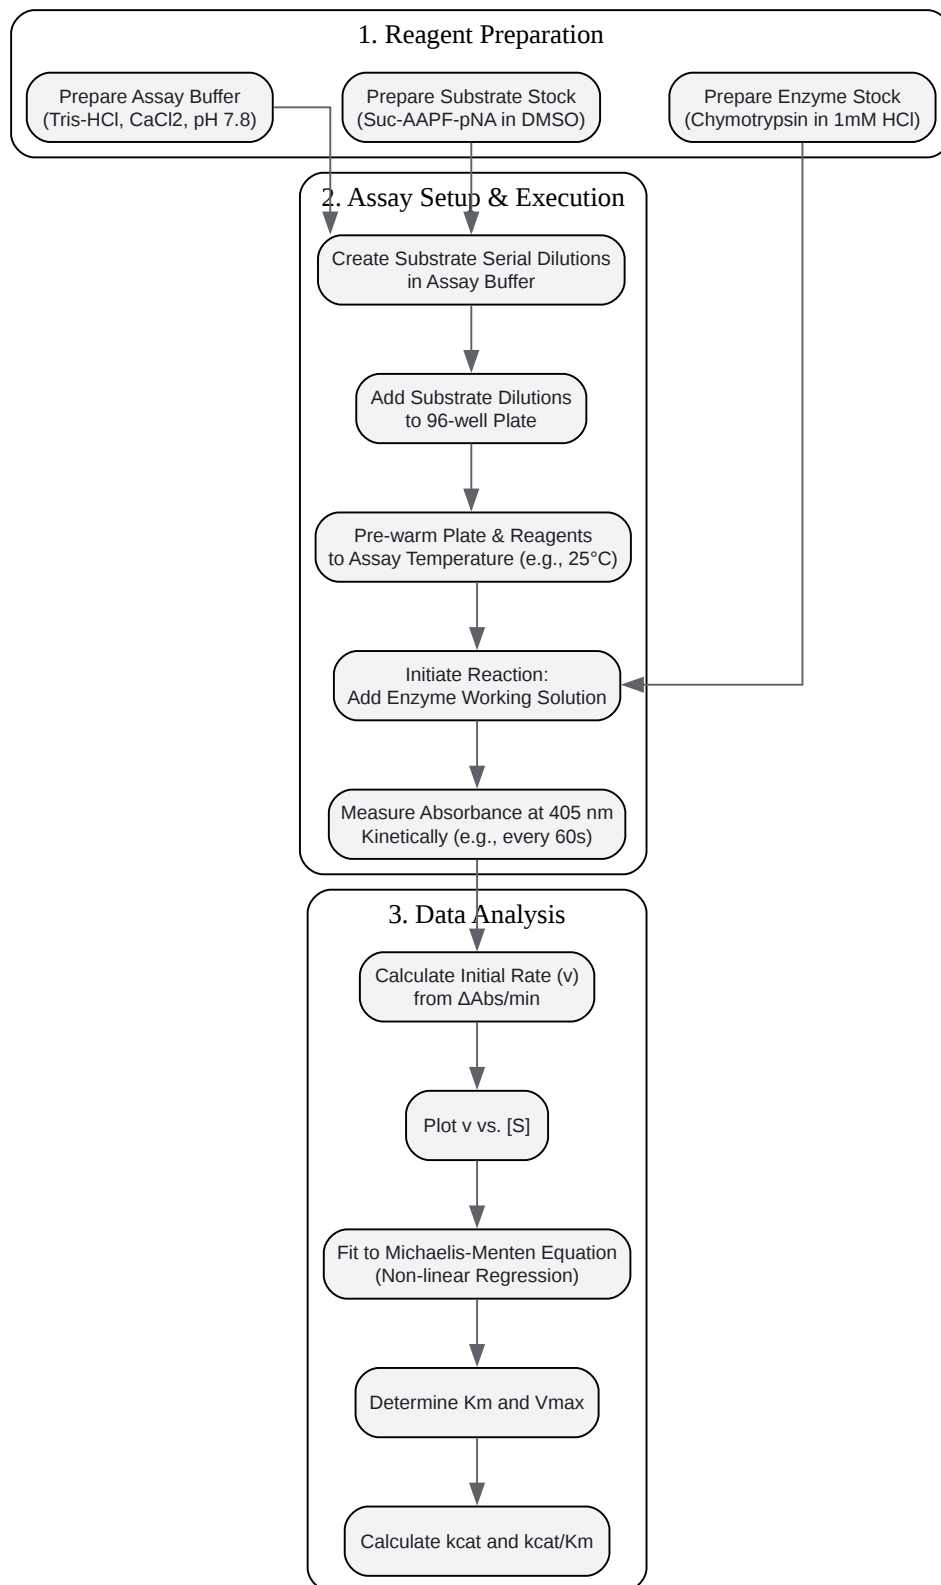 1. Reagent Preparation
Prepare Assay Buffer
(Tris-HCl, CaCl2, pH 7.8)
Prepare Substrate Stock
(Suc-AAPF-pNA in DMSO)
Prepare Enzyme Stock
(Chymotrypsin in 1mM HCl)
2. Assay Setup & Execution
Create Substrate Serial Dilutions
in Assay Buffer
Add Substrate Dilutions
to 96-well Plate
Pre-warm Plate & Reagents
to Assay Temperature (e.g., 25°C)
Initiate Reaction:
Add Enzyme Working Solution
Measure Absorbance at 405 nm
Kinetically (e.g., every 60s)
3. Data Analysis
Calculate Initial Rate (v)
from ΔAbs/min
Plot v vs. [S]
Fit to Michaelis-Menten Equation
(Non-linear Regression)
Determine Km and Vmax
Calculate kcat and kcat/Km